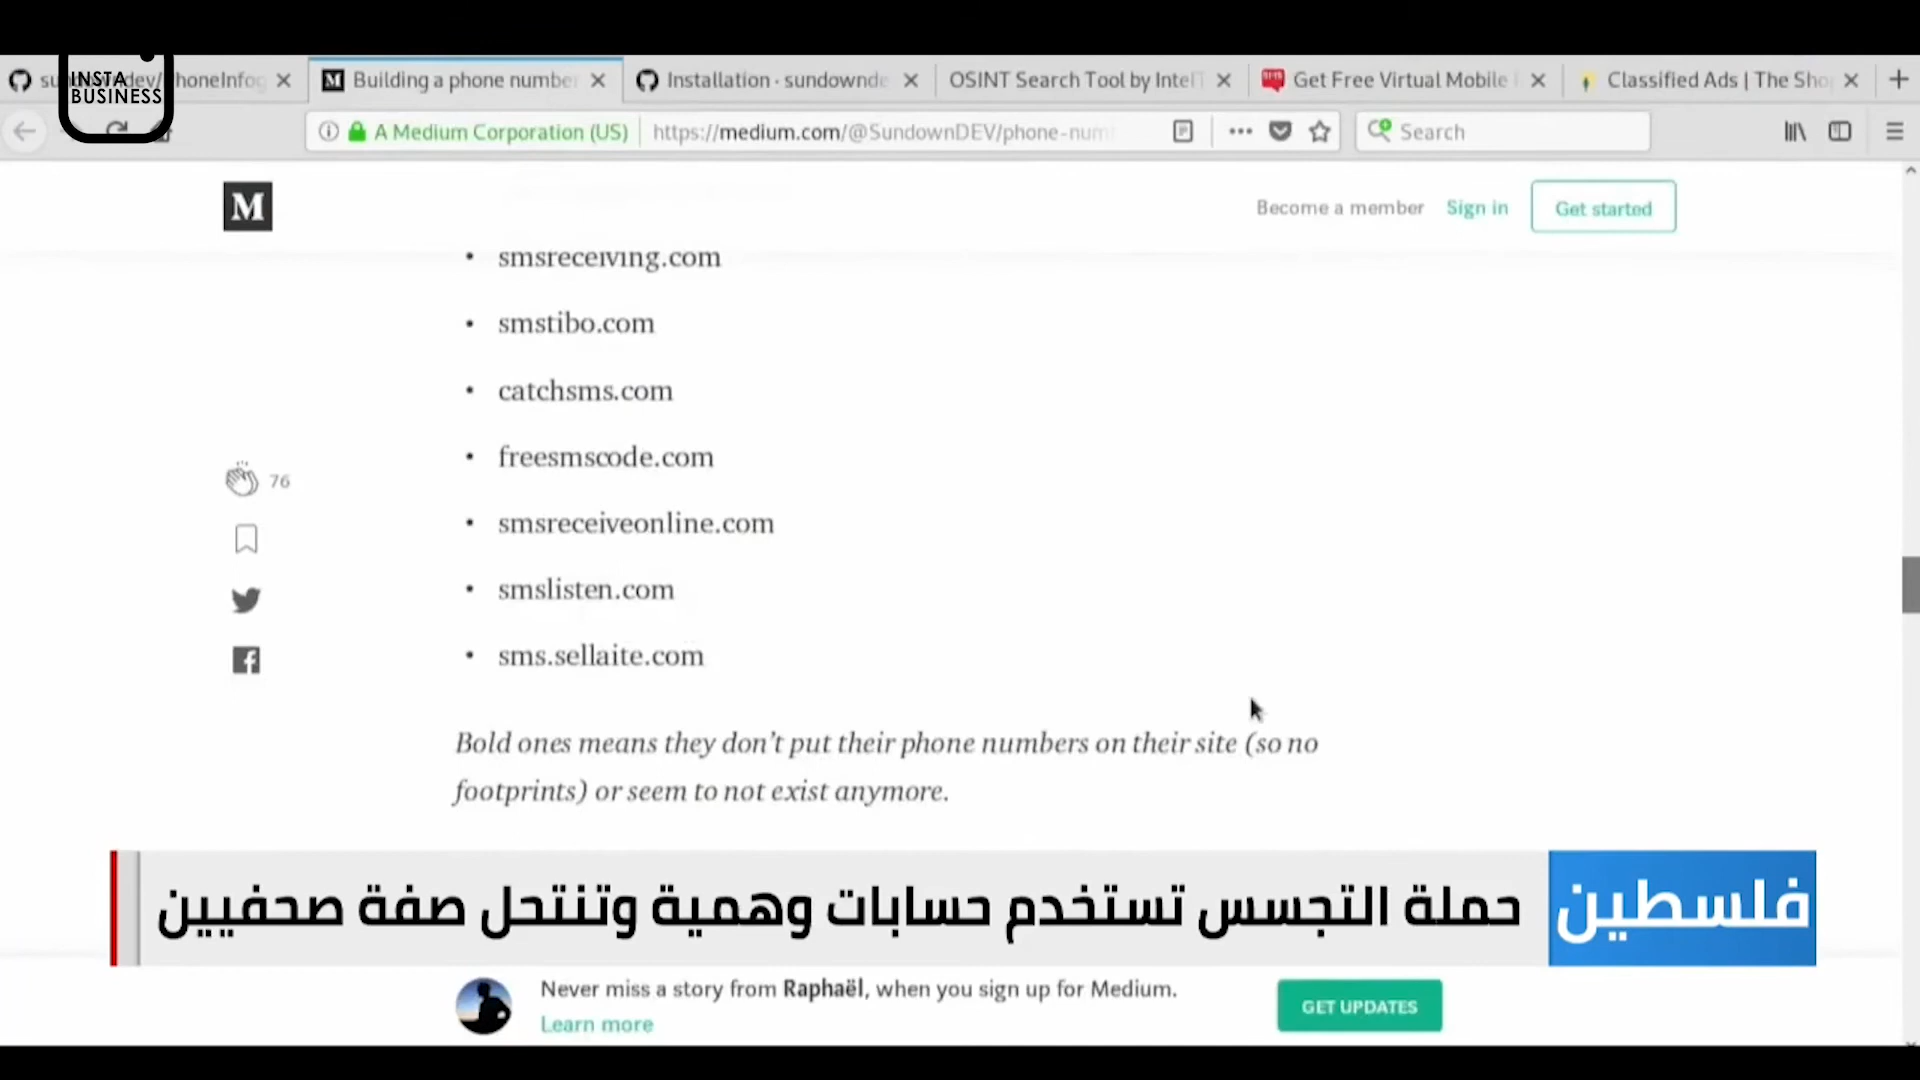 INSTA
BUSINESS
Building a phone number
Installation · sundownde
OSINT Search Tool by Intel
Get Free Virtual Mobile
Classified Ads | The Sho
A Medium Corporation (US)
https://medium.com/@SundownDEV/phone-num
Search
M
Become a member
Sign in
Get started
• smsreceiving.com
• smstibo.com
• catchsms.com
• freesmscode.com
• smsreceiveonline.com
• smslisten.com
• sms.sellaite.com
76
Bold ones means they don't put their phone numbers on their site (so no
footprints) or seem to not exist anymore.
فلسطين
حملة التجسس تستخدم حسابات وهمية وتنتحل صفة صحفيين
Never miss a story from Raphaël, when you sign up for Medium.
Learn more
GET UPDATES